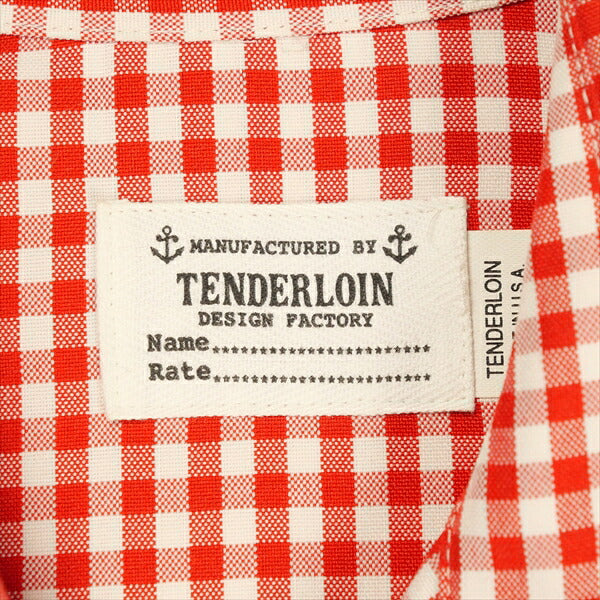 MANUFACTURED BY
TENDERLOIN
DESIGN FACTORY
Name......................
Rate......................
TENDERLOIN
U.S.A.